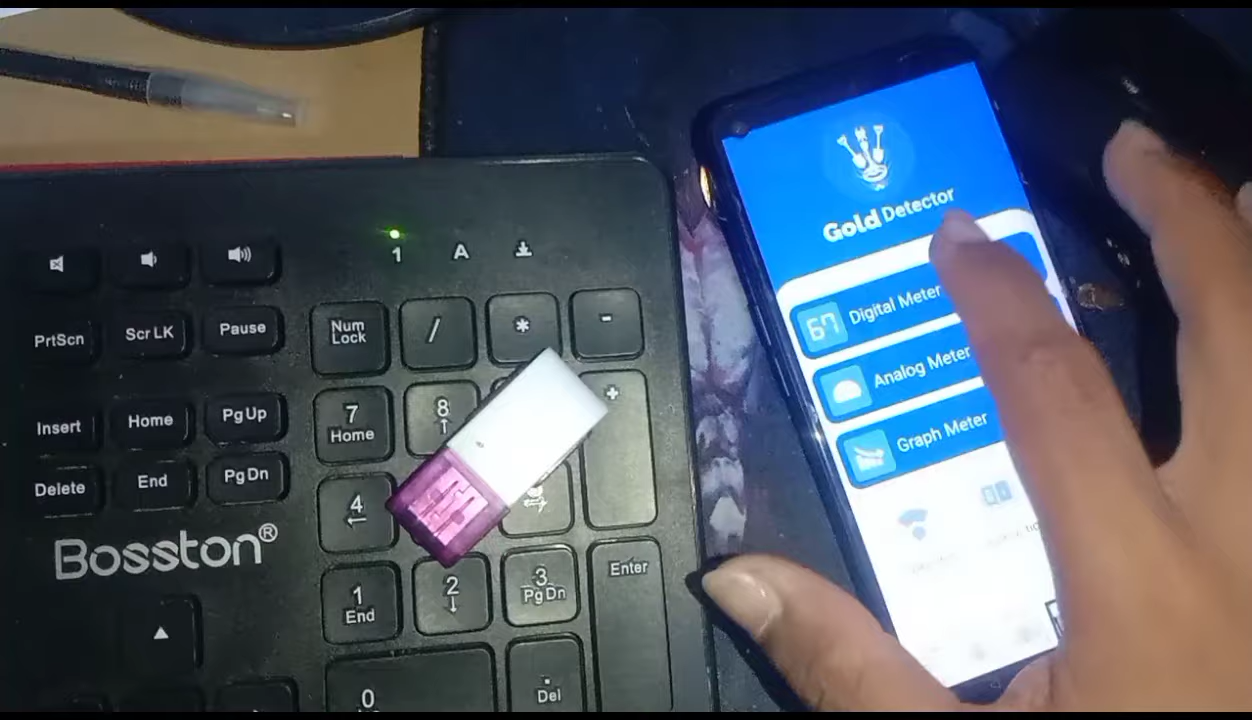 Gold Detector
67
Digital Meter
Analog Meter
Graph Meter
1
A
PrtScn
Scr LK
Pause
Num
Lock
/
*
-
Insert
Home
PgUp
7
Home
8
↑
+
Delete
End
PgDn
4
←
Bosston®
1
End
2
↓
3
PgDn
Enter
0
.
Del